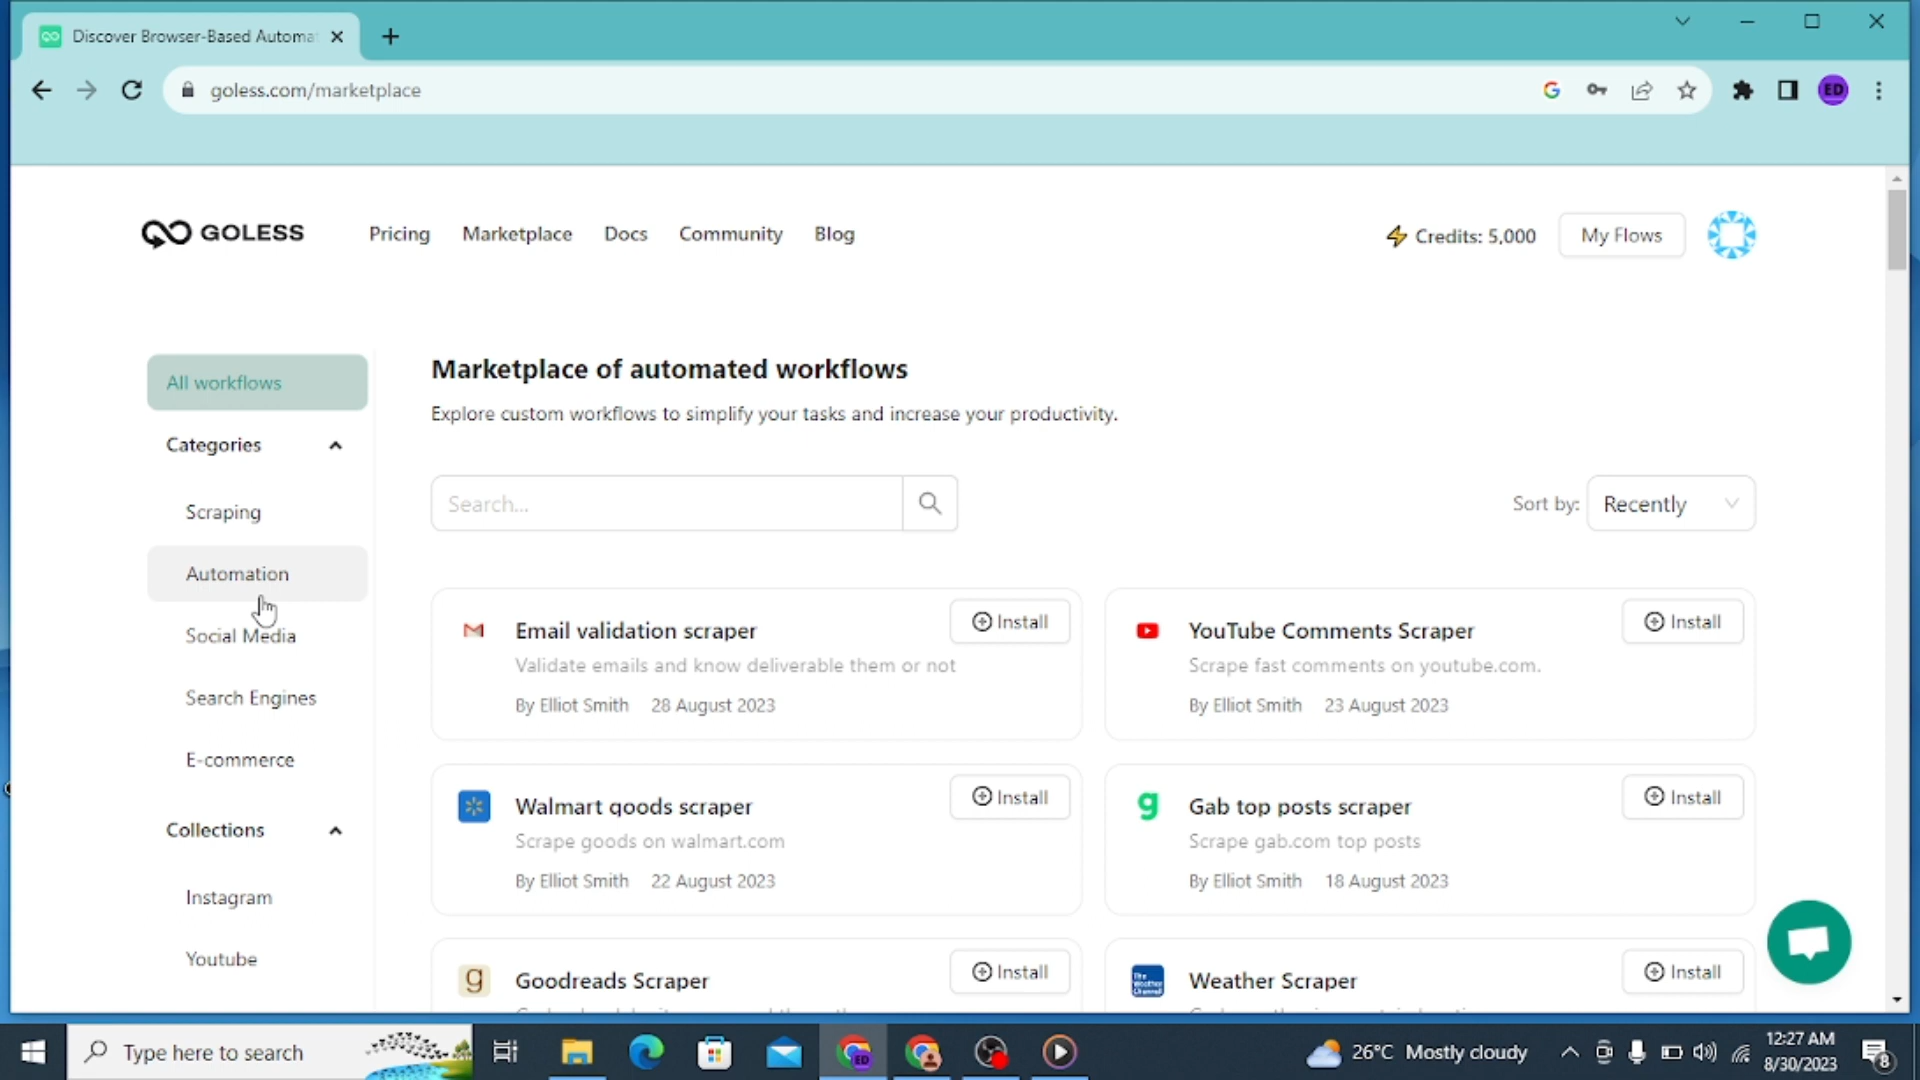 Discover Browser-Based Automat
goless.com/marketplace
ED
GOLESS
Pricing
Marketplace
Docs
Community
Blog
Credits: 5,000
My Flows
All workflows
Categories
Scraping
Automation
Social Media
Search Engines
E-commerce
Collections
Instagram
Youtube
Marketplace of automated workflows
Explore custom workflows to simplify your tasks and increase your productivity.
Search...
Sort by:
Recently
Email validation scraper
Install
Validate emails and know deliverable them or not
By Elliot Smith 28 August 2023
YouTube Comments Scraper
Install
Scrape fast comments on youtube.com.
By Elliot Smith 23 August 2023
Walmart goods scraper
Install
Scrape goods on walmart.com
By Elliot Smith 22 August 2023
Gab top posts scraper
Install
Scrape gab.com top posts
By Elliot Smith 18 August 2023
Goodreads Scraper
Install
The
Weather
Channel
Weather Scraper
Install
Type here to search
ED
26°C Mostly cloudy
12:27 AM
8/30/2023
8